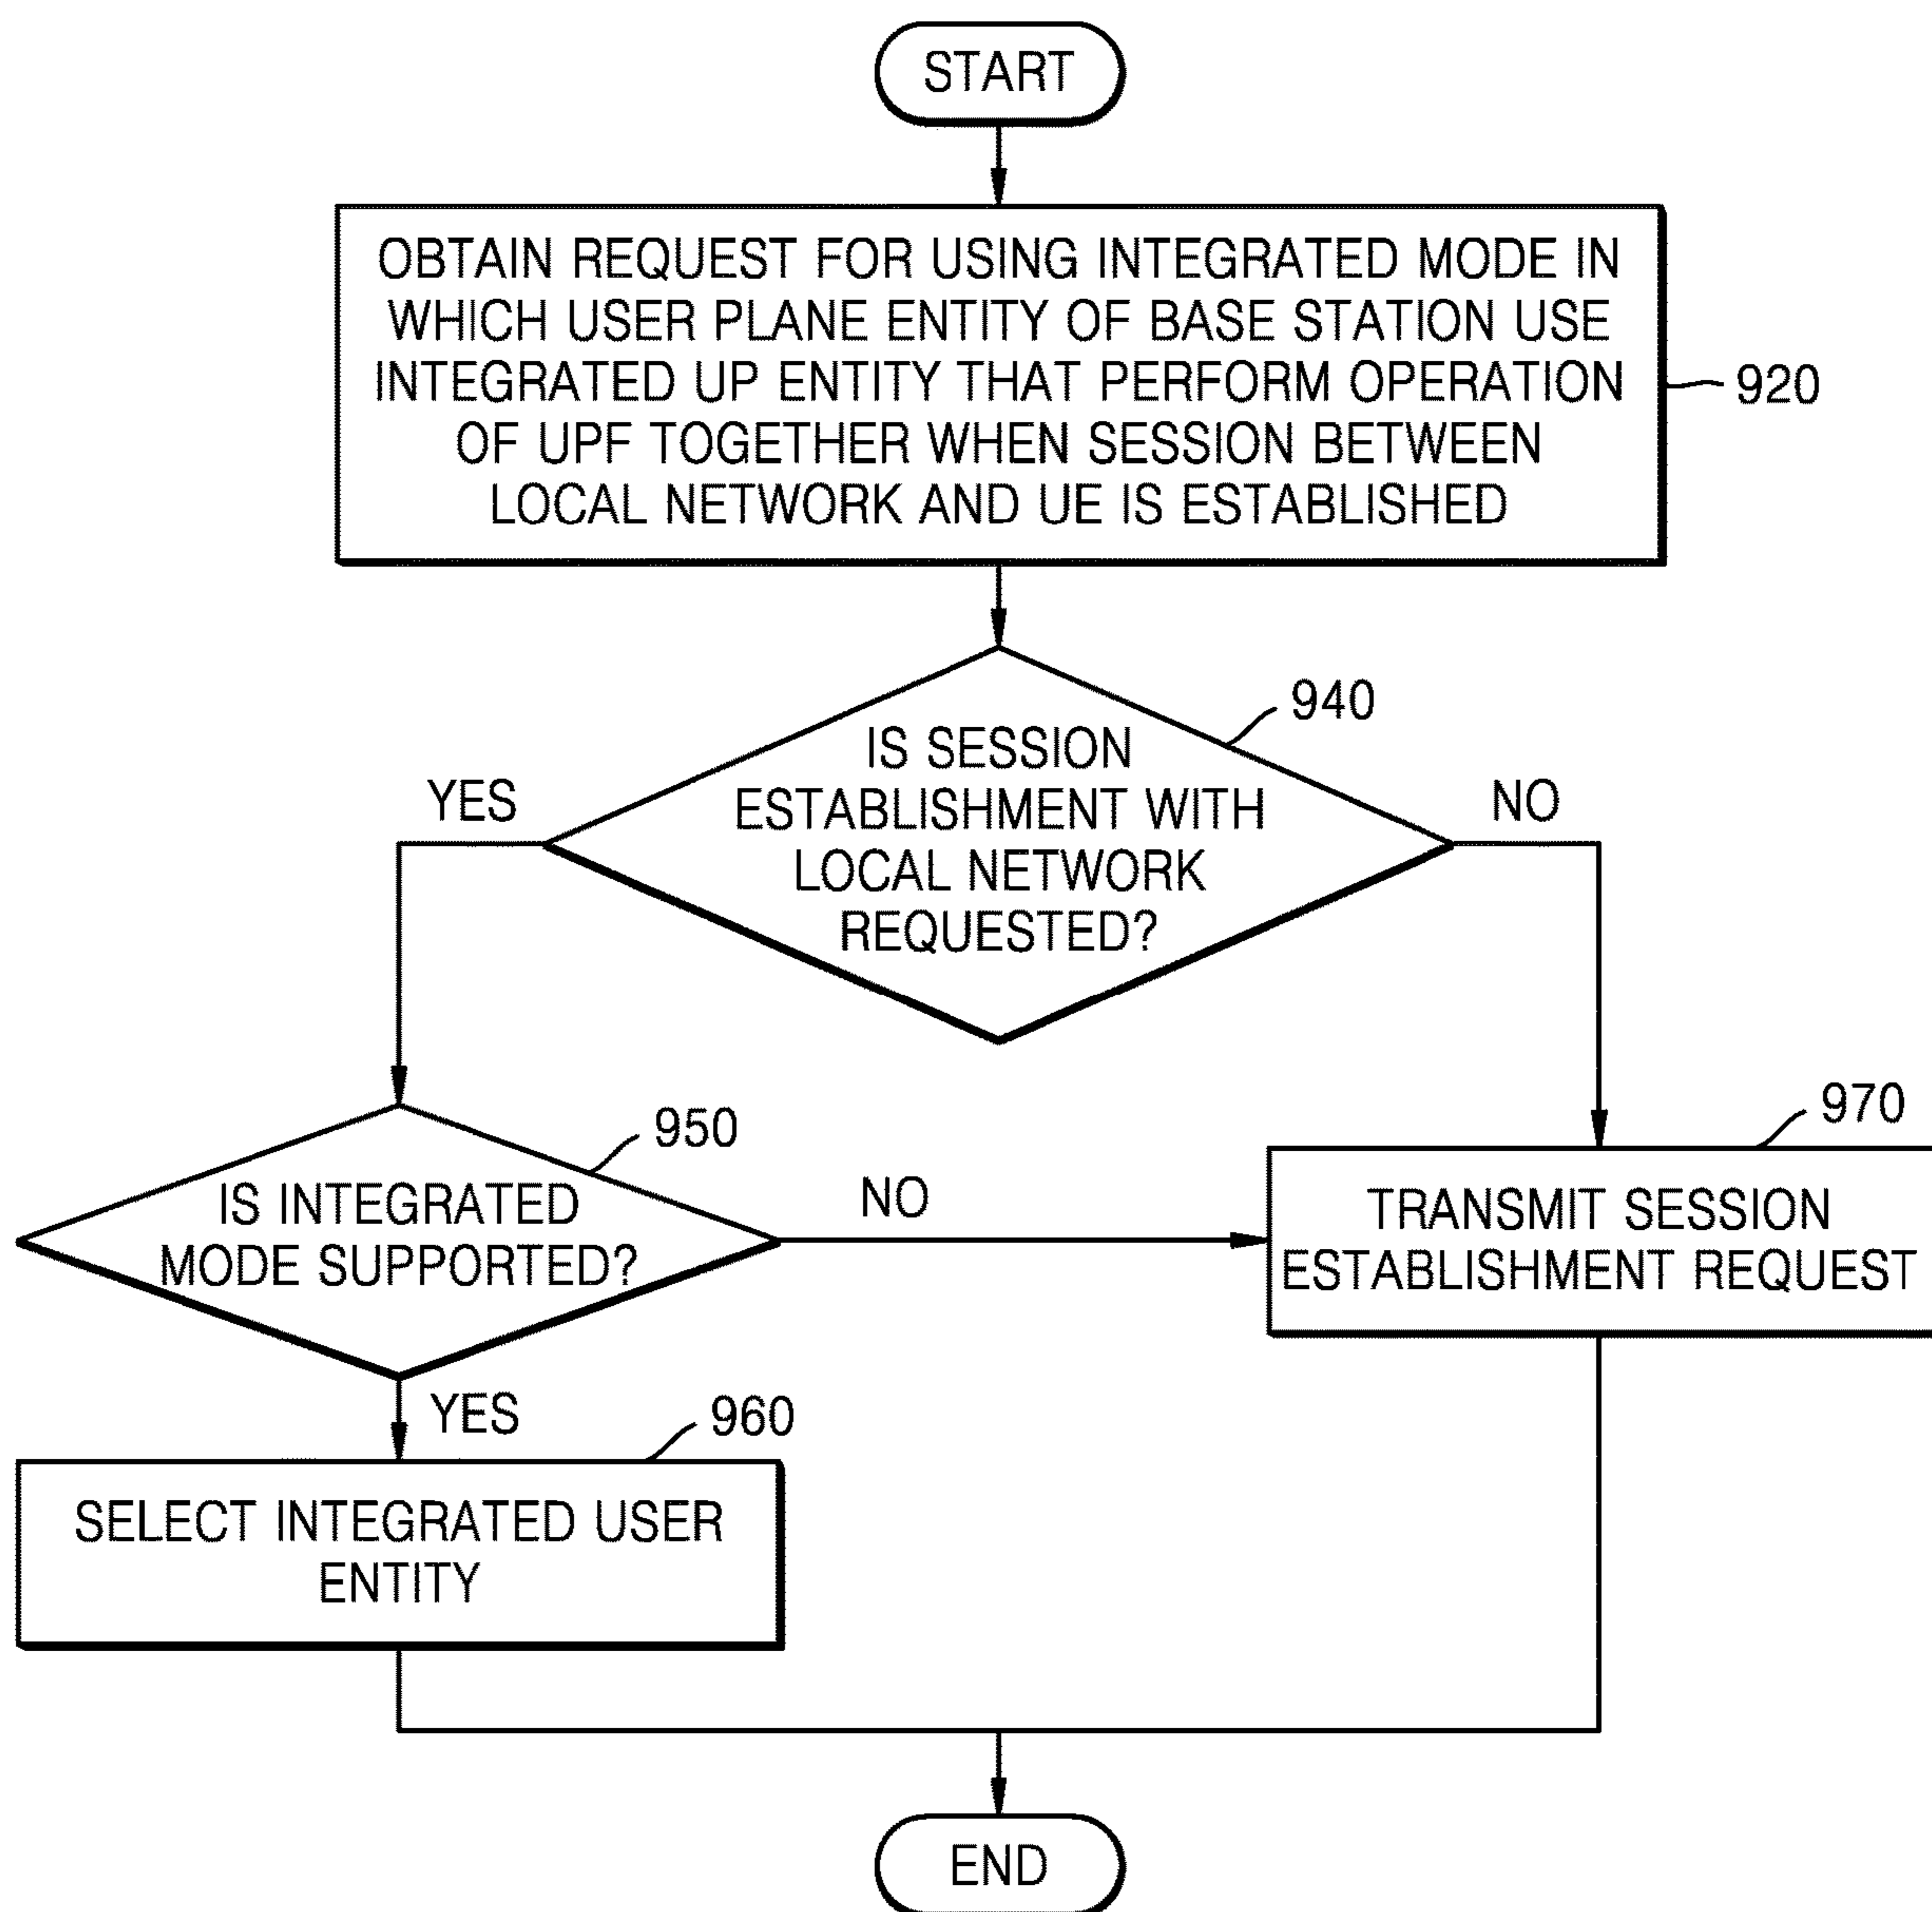 START
OBTAIN REQUEST FOR USING INTEGRATED MODE IN
WHICH USER PLANE ENTITY OF BASE STATION USE
INTEGRATED UP ENTITY THAT PERFORM OPERATION
OF UPF TOGETHER WHEN SESSION BETWEEN
LOCAL NETWORK AND UE IS ESTABLISHED
920
940
IS SESSION
ESTABLISHMENT WITH
LOCAL NETWORK
REQUESTED?
YES
NO
950
IS INTEGRATED
MODE SUPPORTED?
NO
970
TRANSMIT SESSION
ESTABLISHMENT REQUEST
YES
960
SELECT INTEGRATED USER
ENTITY
END